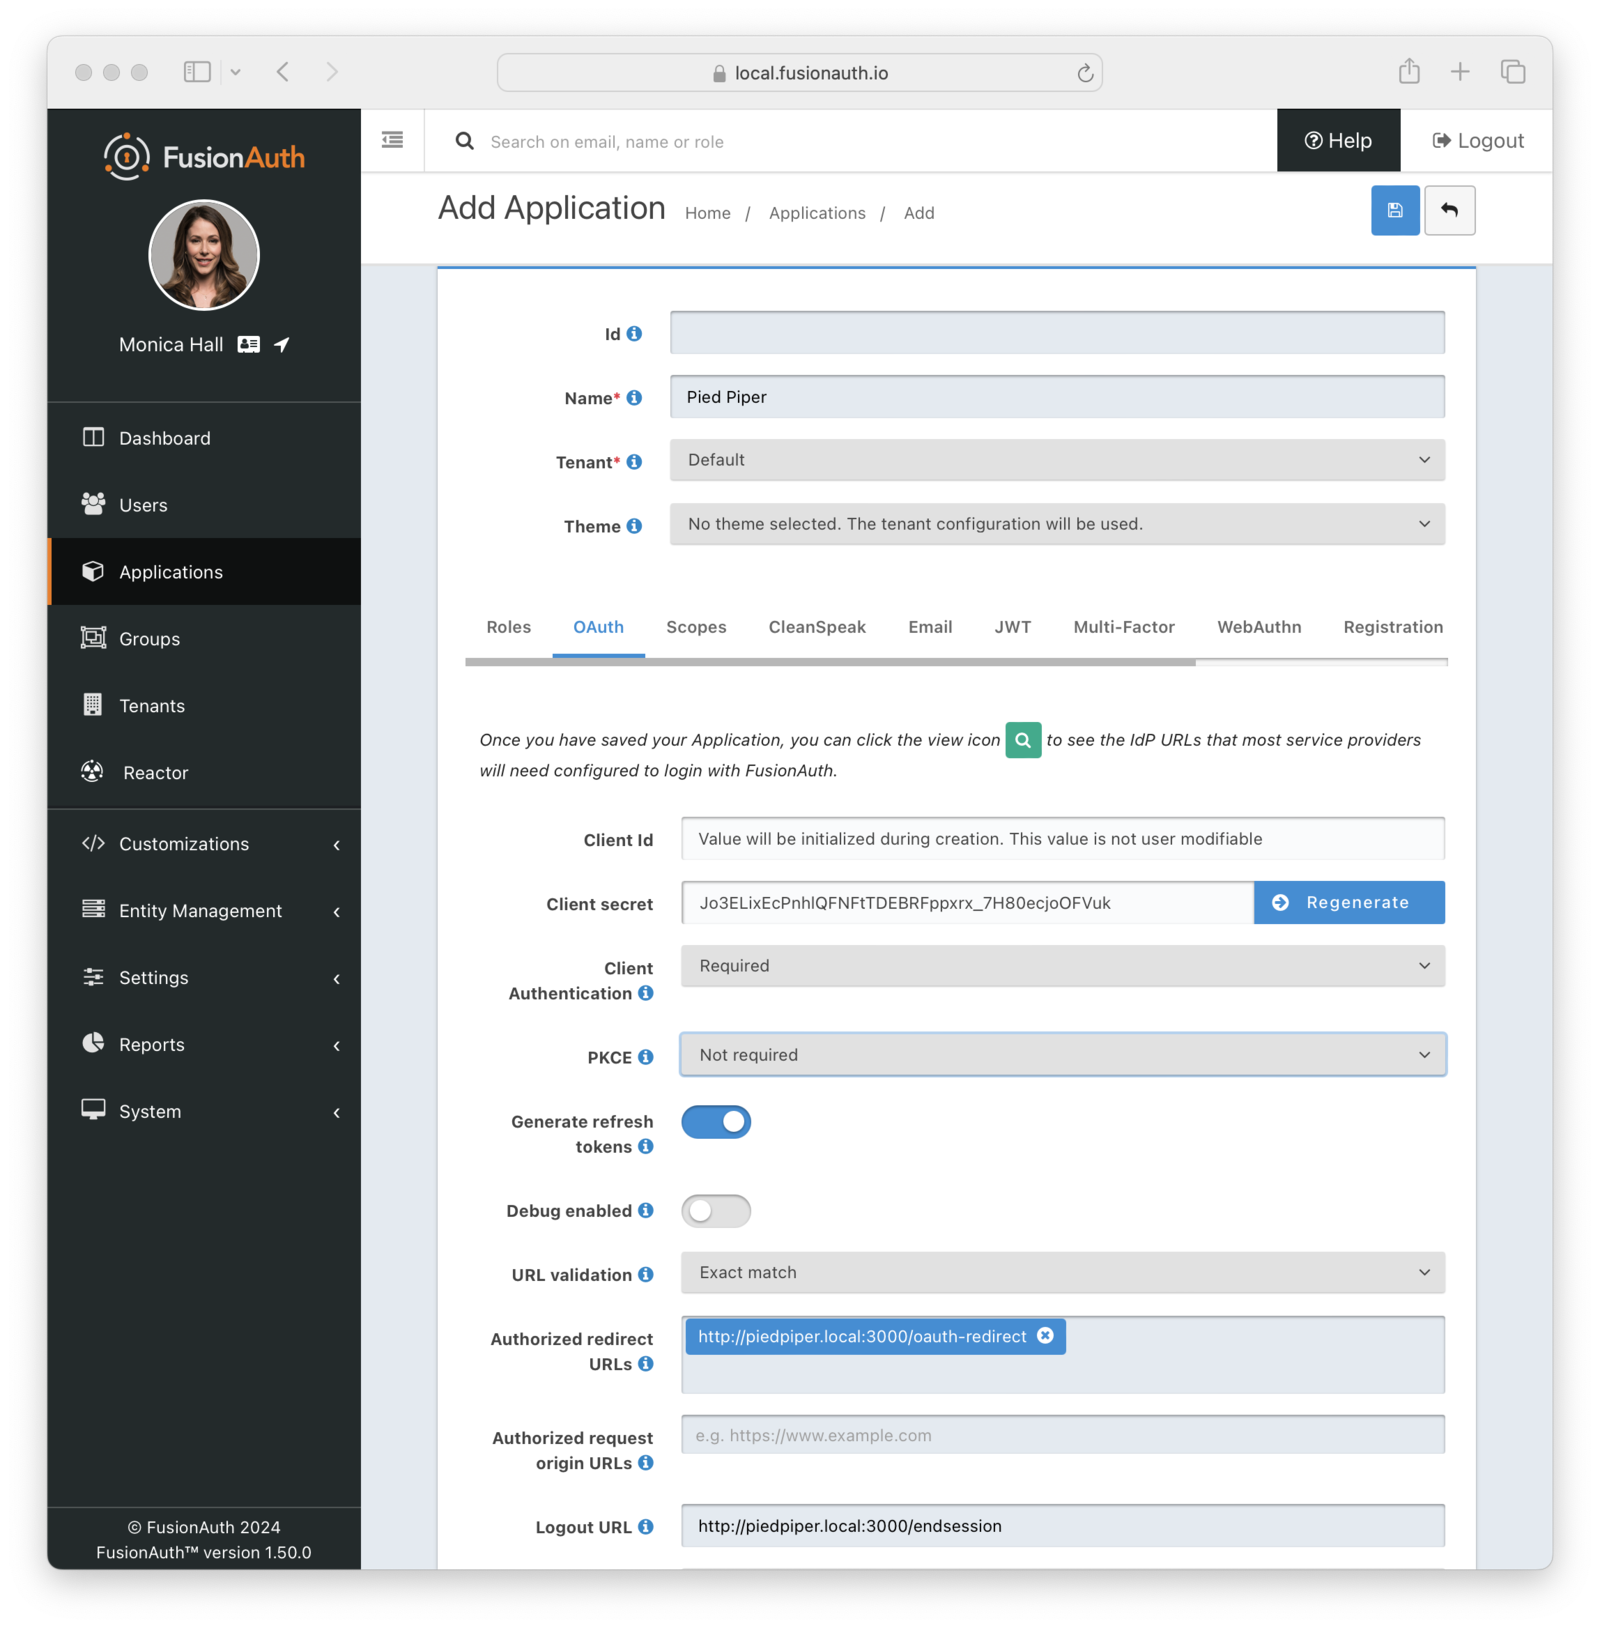 local.fusionauth.io
FusionAuth
Search on email, name or role
Help
Logout
Add Application
Home / Applications / Add
Monica Hall
Dashboard
Users
Applications
Groups
Tenants
Reactor
Customizations
Entity Management
Settings
Reports
System
© FusionAuth 2024
FusionAuth™ version 1.50.0
Id
Name* Pied Piper
Tenant* Default
Theme No theme selected. The tenant configuration will be used.
Roles OAuth Scopes CleanSpeak Email JWT Multi-Factor WebAuthn Registration
Once you have saved your Application, you can click the view icon to see the IdP URLs that most service providers
will need configured to login with FusionAuth.
Client Id Value will be initialized during creation. This value is not user modifiable
Client secret Jo3ELixEcPnhlQFNFtTDEBRFppxrx_7H80ecjoOFVuk Regenerate
Client Required
Authentication
PKCE Not required
Generate refresh
tokens
Debug enabled
URL validation Exact match
Authorized redirect http://piedpiper.local:3000/oauth-redirect
URLs
Authorized request e.g. https://www.example.com
origin URLs
Logout URL http://piedpiper.local:3000/endsession